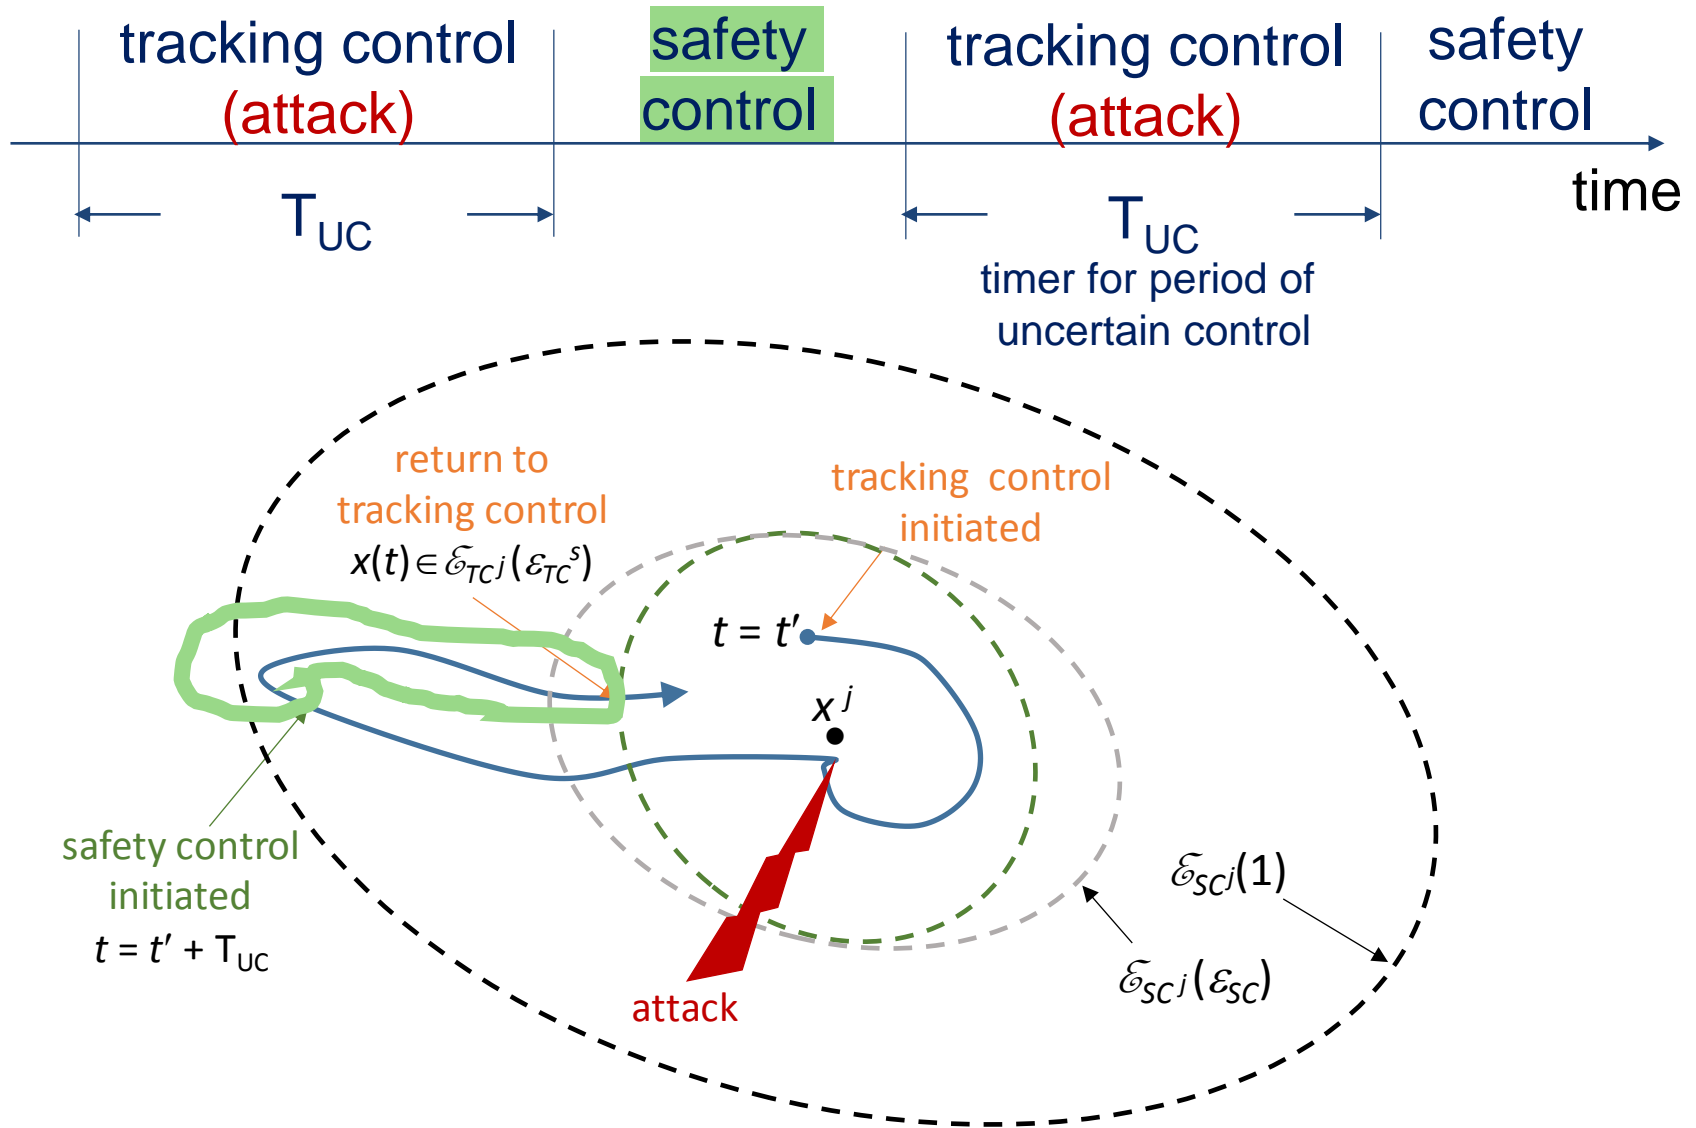 tracking control
(attack)
safety
control
tracking control
(attack)
safety
control
time
T_UC
T_UC
timer for period of
uncertain control
return to
tracking control
x(t) ∈ ℰ_TC^j(ε_TC^s)
tracking control
initiated
t = t′
x^j
safety control
initiated
t = t′ + T_UC
attack
ℰ_SC^j(1)
ℰ_SC^j(ε_SC)